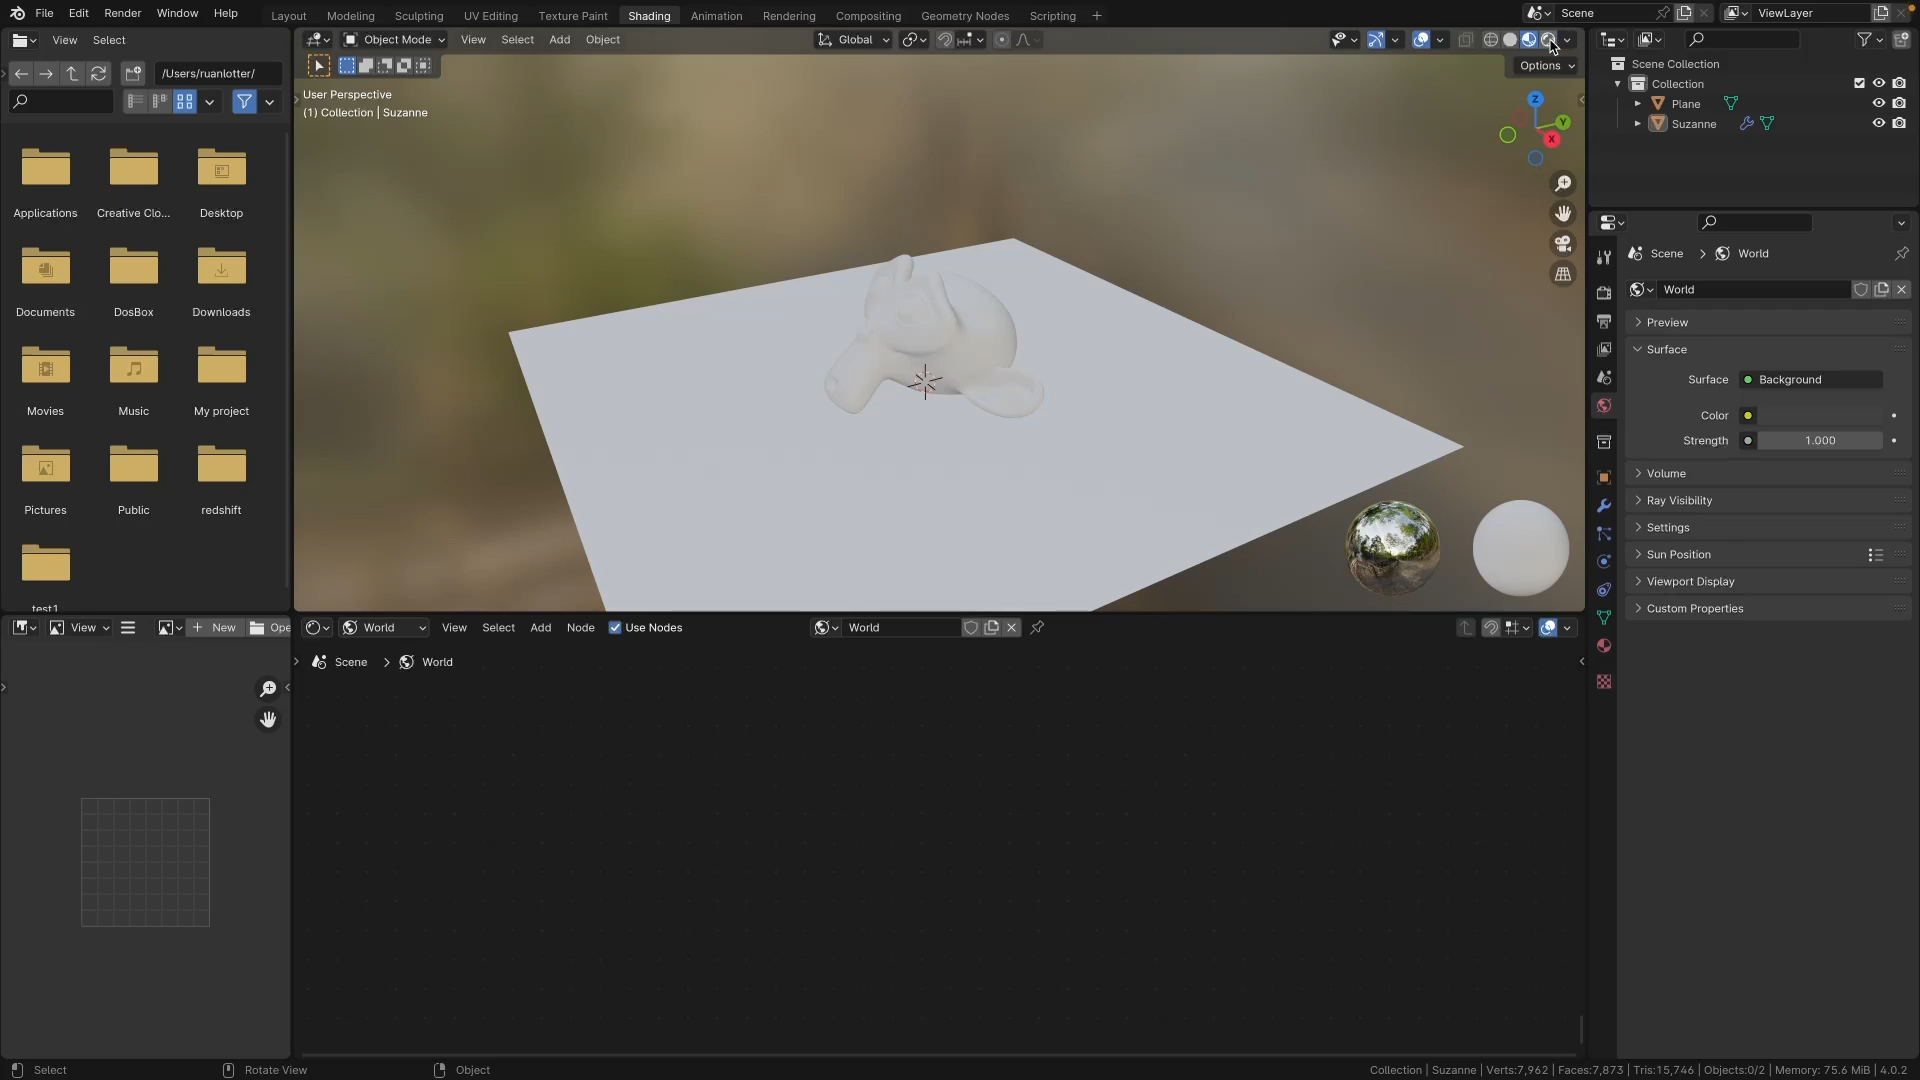 File Edit Render Window Help Layout Modeling Sculpting UV Editing Texture Paint Shading Animation Rendering Compositing Geometry Nodes Scripting + Scene ViewLayer
View Select
/Users/ruanlotter/
Applications Creative Clo... Desktop
Documents DosBox Downloads
Movies Music My project
Pictures Public redshift
test1
Object Mode View Select Add Object Global
Options
User Perspective
(1) Collection | Suzanne
Z
Y
X
Scene Collection
Collection
Plane
Suzanne
Scene > World
World
Preview
Surface
Surface Background
Color
Strength 1.000
Volume
Ray Visibility
Settings
Sun Position
Viewport Display
Custom Properties
View + New Ope
World View Select Add Node Use Nodes World
Scene > World
Select Rotate View Object
Collection | Suzanne | Verts:7,962 | Faces:7,873 | Tris:15,746 | Objects:0/2 | Memory: 75.6 MiB | 4.0.2